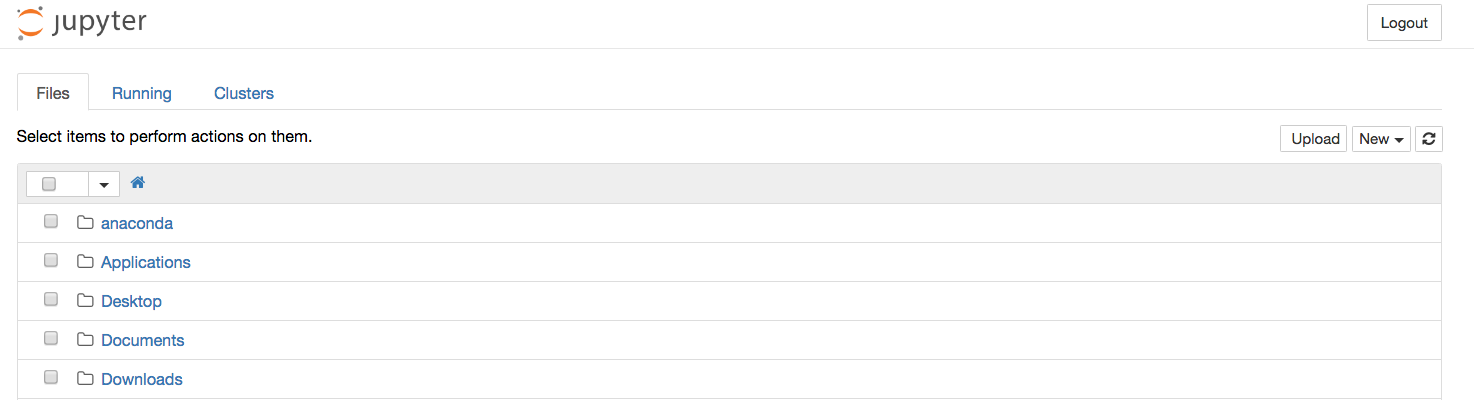 jupyter
Logout
Files Running Clusters
Select items to perform actions on them.
Upload New
anaconda
Applications
Desktop
Documents
Downloads